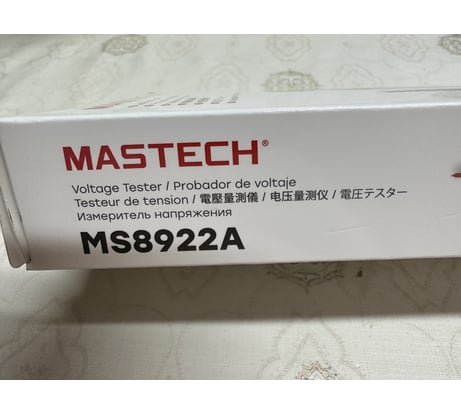 MASTECH®
Voltage Tester / Probador de voltaje
Testeur de tension / 電壓量測儀 / 电压量测仪 / 電圧テスター
Измеритель напряжения
MS8922A